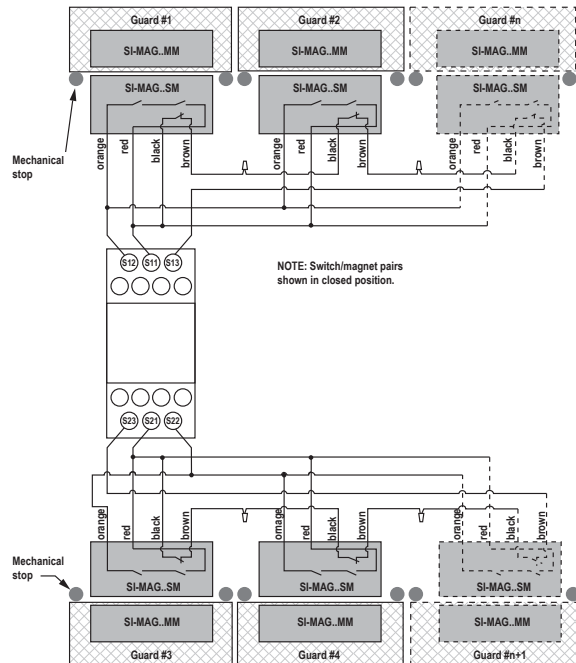 Guard #1
Guard #2
Guard #n
SI-MAG..MM
SI-MAG..MM
SI-MAG..MM
SI-MAG..SM
SI-MAG..SM
SI-MAG..SM
Mechanical
stop
orange
red
black
brown
orange
red
black
brown
orange
red
black
brown
S12
S11
S13
NOTE: Switch/magnet pairs
shown in closed position.
S23
S21
S22
orange
red
black
brown
omage
red
black
brown
orange
red
black
brown
Mechanical
stop
SI-MAG..SM
SI-MAG..SM
SI-MAG..SM
SI-MAG..MM
SI-MAG..MM
SI-MAG..MM
Guard #3
Guard #4
Guard #n+1